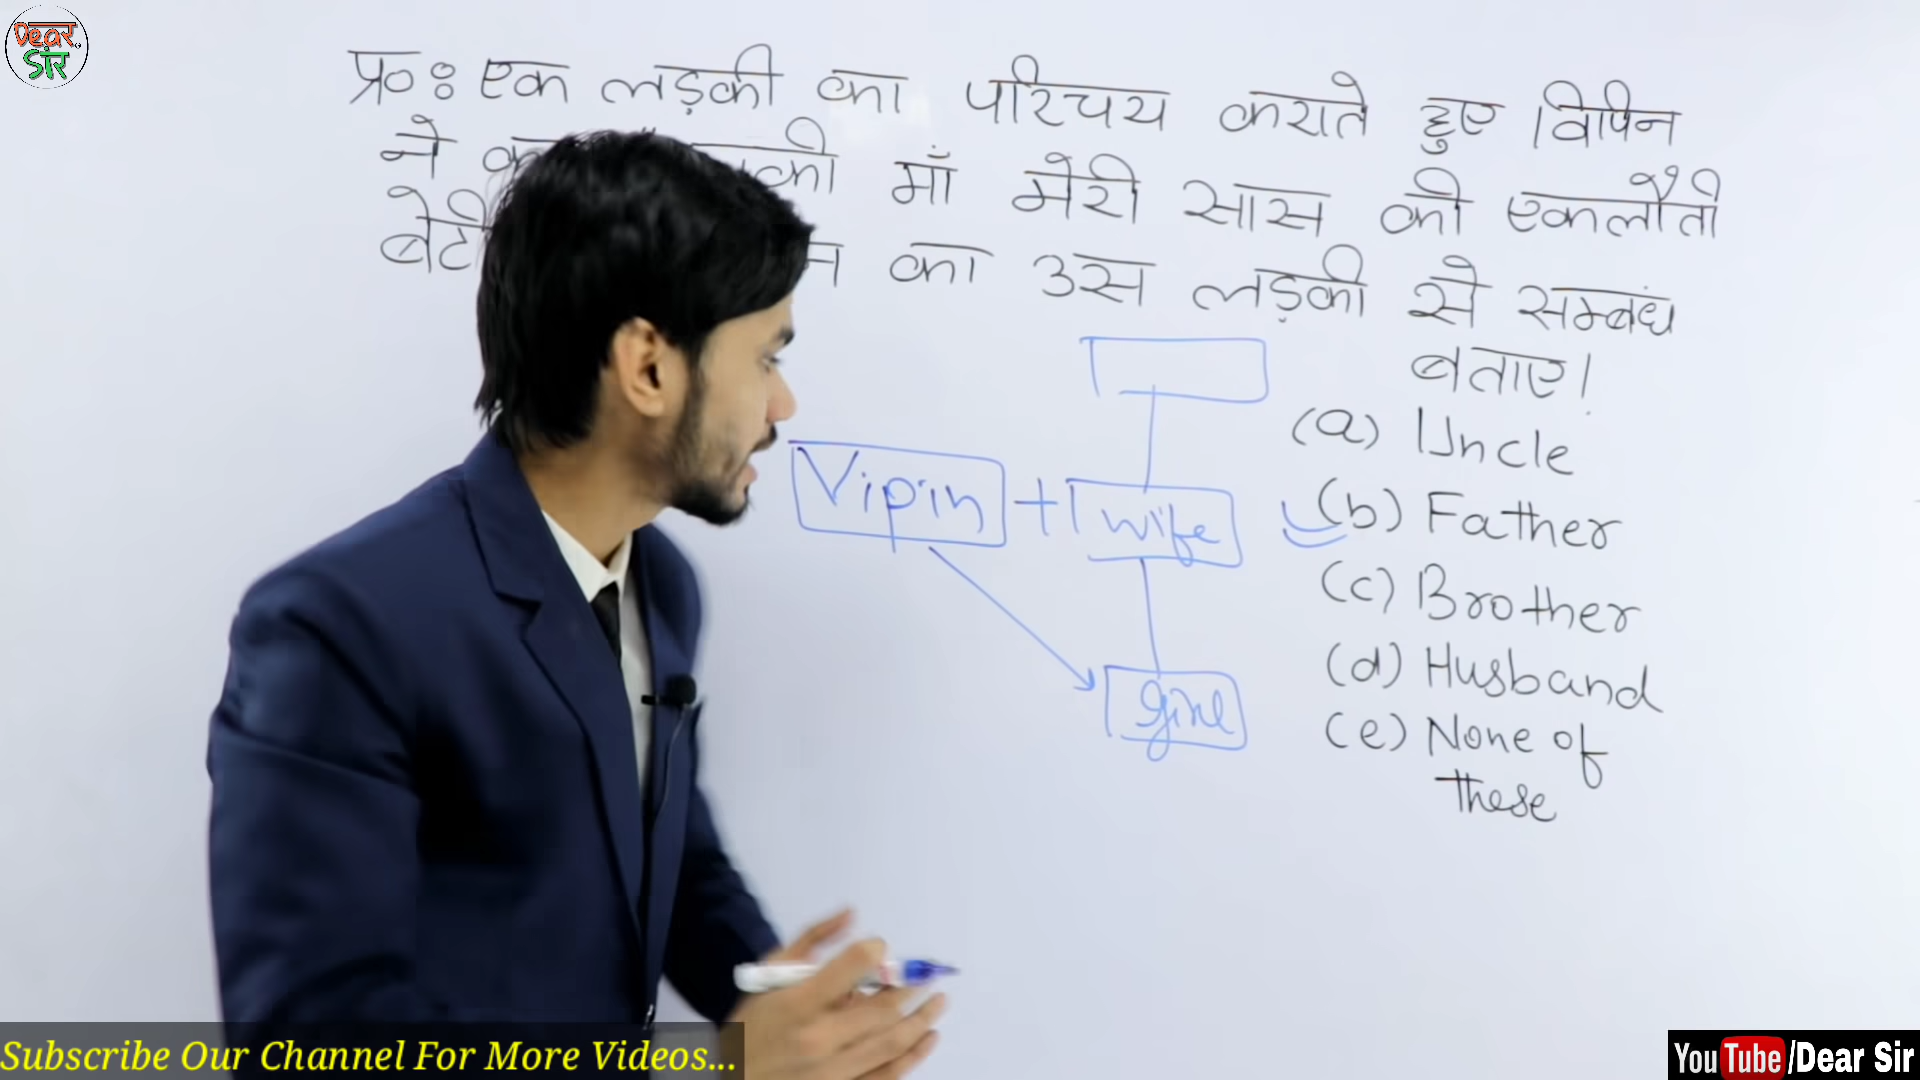 Dear Sir
प्र०: एक लड़की का परिचय कराते हुए विपिन
ने माँ मेरी सास की एकलौती
का उस लड़की से सम्बंध
बताए।
(a) Uncle
Vipin + wife
(b) Father
(c) Brother
(d) Husband
girl
(e) None of
these
Subscribe Our Channel For More Videos...
YouTube/Dear Sir